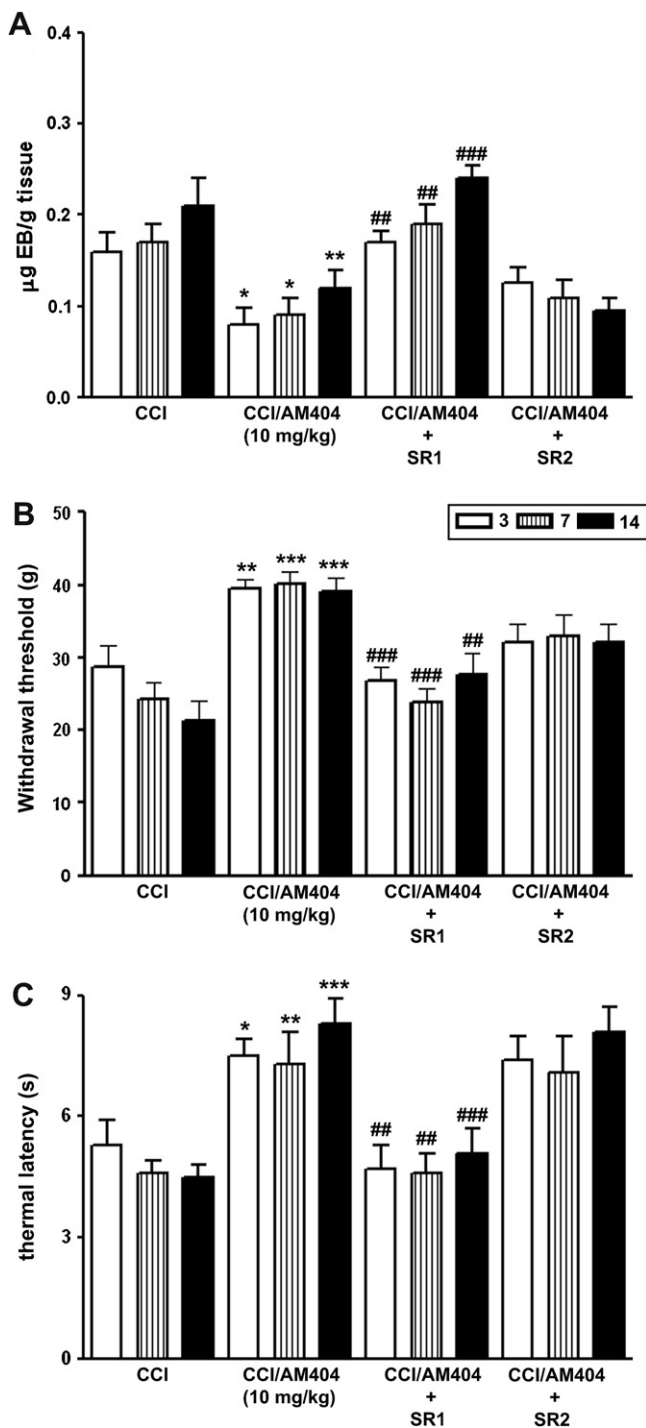 A
0.4
0.3
0.2
0.1
0.0
µg EB/g tissue
* * **
## ## ###
CCI CCI/AM404 CCI/AM404 CCI/AM404
(10 mg/kg) + +
SR1 SR2
B
3 7 14
50
40
30
20
10
0
Withdrawal threshold (g)
** *** ***
### ### ##
CCI CCI/AM404 CCI/AM404 CCI/AM404
(10 mg/kg) + +
SR1 SR2
C
9
6
3
0
thermal latency (s)
* ** ***
## ## ###
CCI CCI/AM404 CCI/AM404 CCI/AM404
(10 mg/kg) + +
SR1 SR2